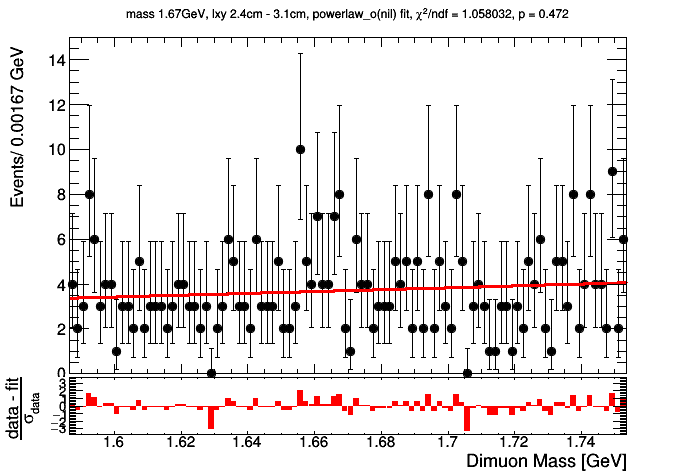 mass 1.67GeV, lxy 2.4cm - 3.1cm, powerlaw_o(nil) fit, χ²/ndf = 1.058032, p = 0.472
Events/ 0.00167 GeV
14
12
10
8
6
4
2
0
data - fit
σdata
3
2
1
0
−1
−2
−3
1.6 1.62 1.64 1.66 1.68 1.7 1.72 1.74
Dimuon Mass [GeV]